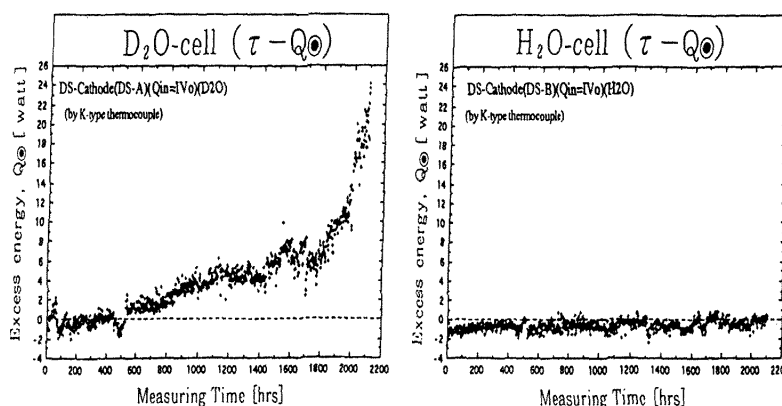 D₂O-cell (τ-Q◉)
Excess energy, Q◉ [watt]
26
24
22
20
18
16
14
12
10
8
6
4
2
0
-2
-4
DS-Cathode(DS-A)(Qin=IVo)(D2O)
(by K-type thermocouple)
0 200 400 600 800 1000 1200 1400 1600 1800 2000 2200
Measuring Time [hrs]
H₂O-cell (τ-Q◉)
Excess energy, Q◉ [watt]
26
24
22
20
18
16
14
12
10
8
6
4
2
0
-2
-4
DS-Cathode(DS-B)(Qin=IVo)(H2O)
(by K-type thermocouple)
0 200 400 600 800 1000 1200 1400 1600 1800 2000 220
Measuring Time [hrs]